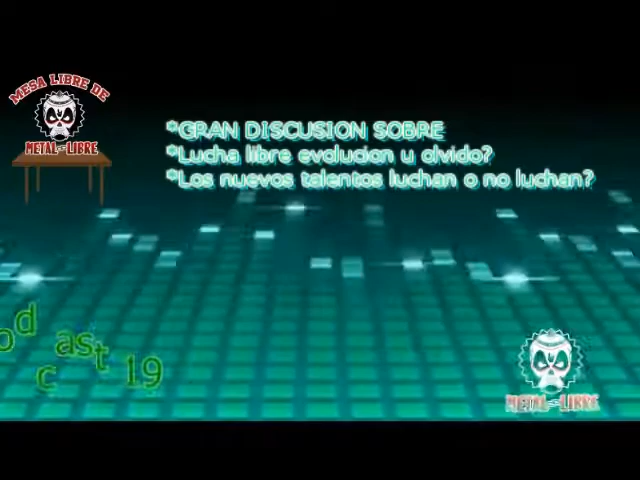 MESA LIBRE DE
METAL LIBRE
*GRAN DISCUSION SOBRE
*Lucha libre evolucion u olvido?
*Los nuevos talentos luchan o no luchan?
od
c ast 19
METAL LIBRE